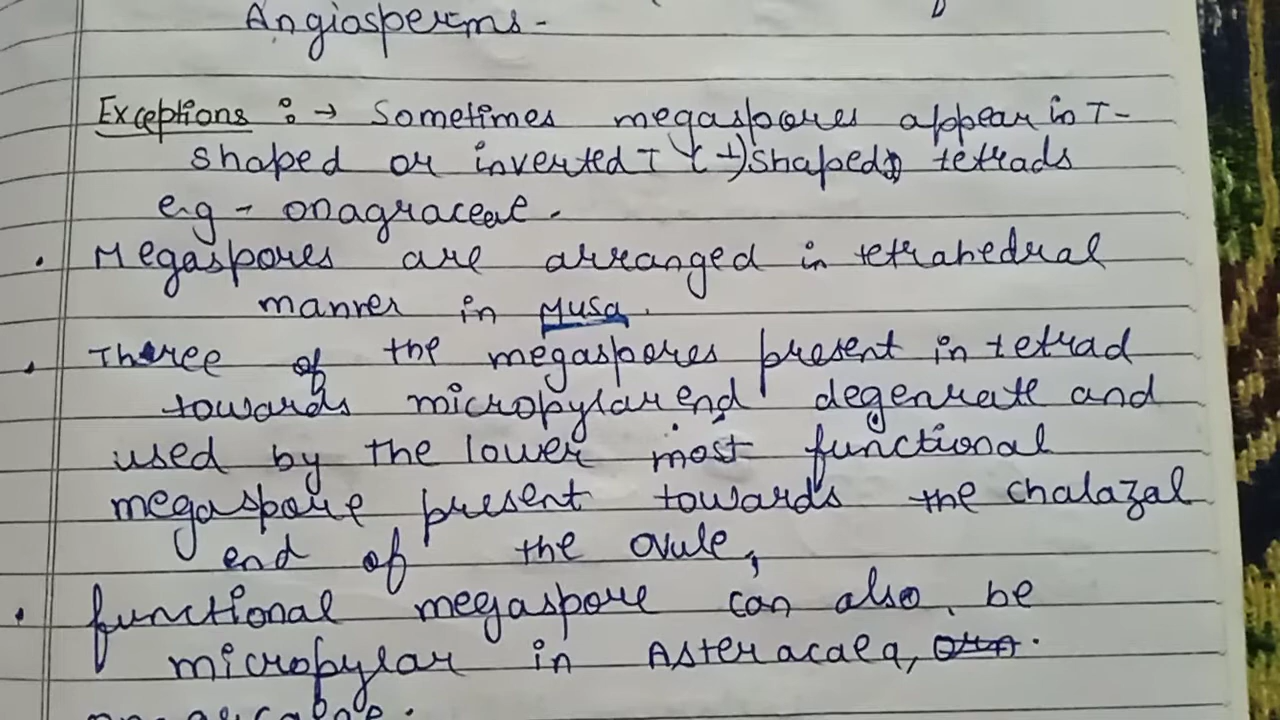 Angiosperms -
Exceptions : → Sometimes megaspores appear in T-
shaped or inverted T (⊥) shaped tetrads
e.g - onagraceae.
. Megaspores are arranged in tetrahedral
manner in Musa.
. Three of the megaspores present in tetrad
towards micropylar end degenrate and
used by the lower most functional
megaspore present towards the chalazal
end of the ovule,
. functional megaspore can also, be
micropylar in Asteracaea,